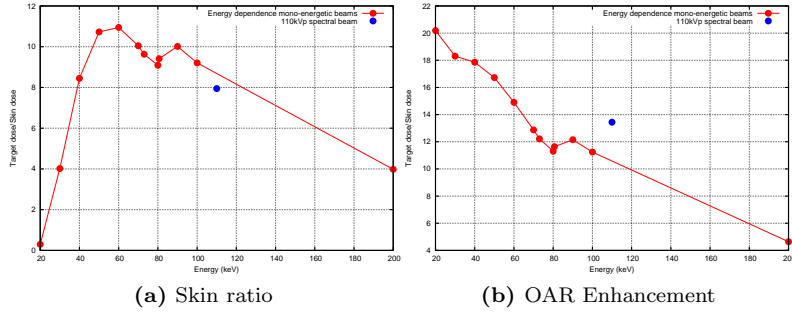 Energy dependence mono-energetic beams
110kVp spectral beam
Target dose/Skin dose
12
10
8
6
4
2
0
20 40 60 80 100 120 140 160 180 200
Energy (keV)
(a) Skin ratio
Energy dependence mono-energetic beams
110kVp spectral beam
Target dose/Skin dose
22
20
18
16
14
12
10
8
6
4
20 40 60 80 100 120 140 160 180 20
Energy (keV)
(b) OAR Enhancement